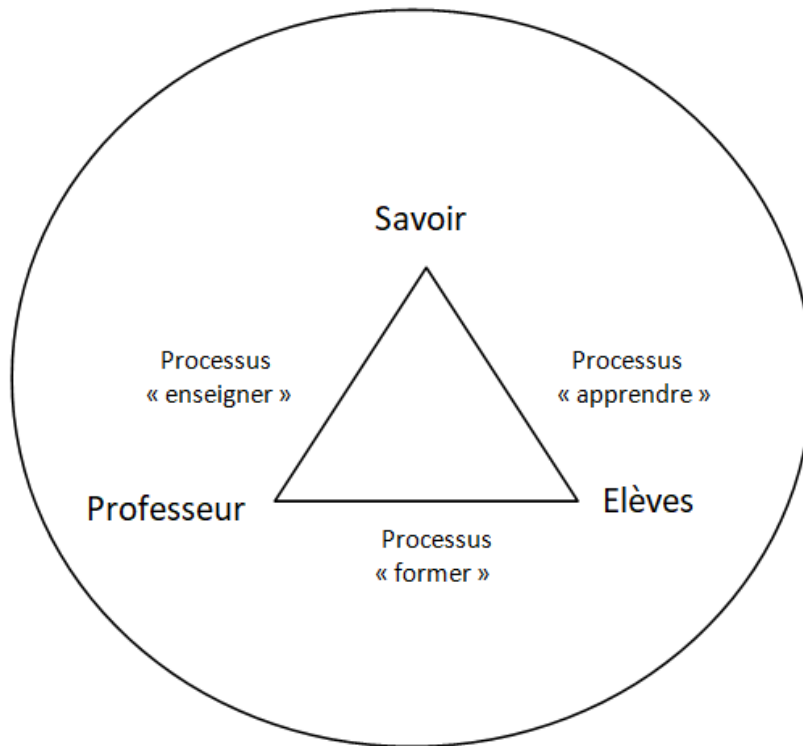 Savoir
Processus
« enseigner »
Processus
« apprendre »
Professeur
Elèves
Processus
« former »